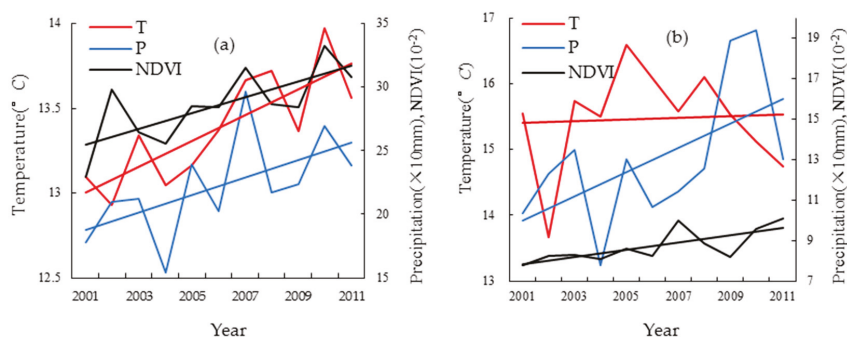 (a)
T
P
NDVI
Temperature(° C)
14
13.5
13
12.5
35
30
25
20
15
Precipitation(×10mm), NDVI(10-2)
2001 2003 2005 2007 2009 2011
Year
(b)
T
P
NDVI
Temperature(° C)
17
16
15
14
13
19
17
15
13
11
9
7
Precipitation(×10mm), NDVI(10-2)
2001 2003 2005 2007 2009 2011
Year